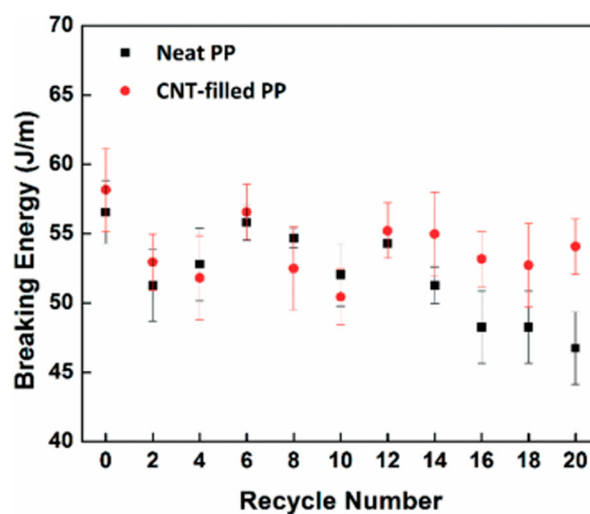 70
Neat PP
CNT-filled PP
65
60
55
50
45
40
Breaking Energy (J/m)
0 2 4 6 8 10 12 14 16 18 20
Recycle Number